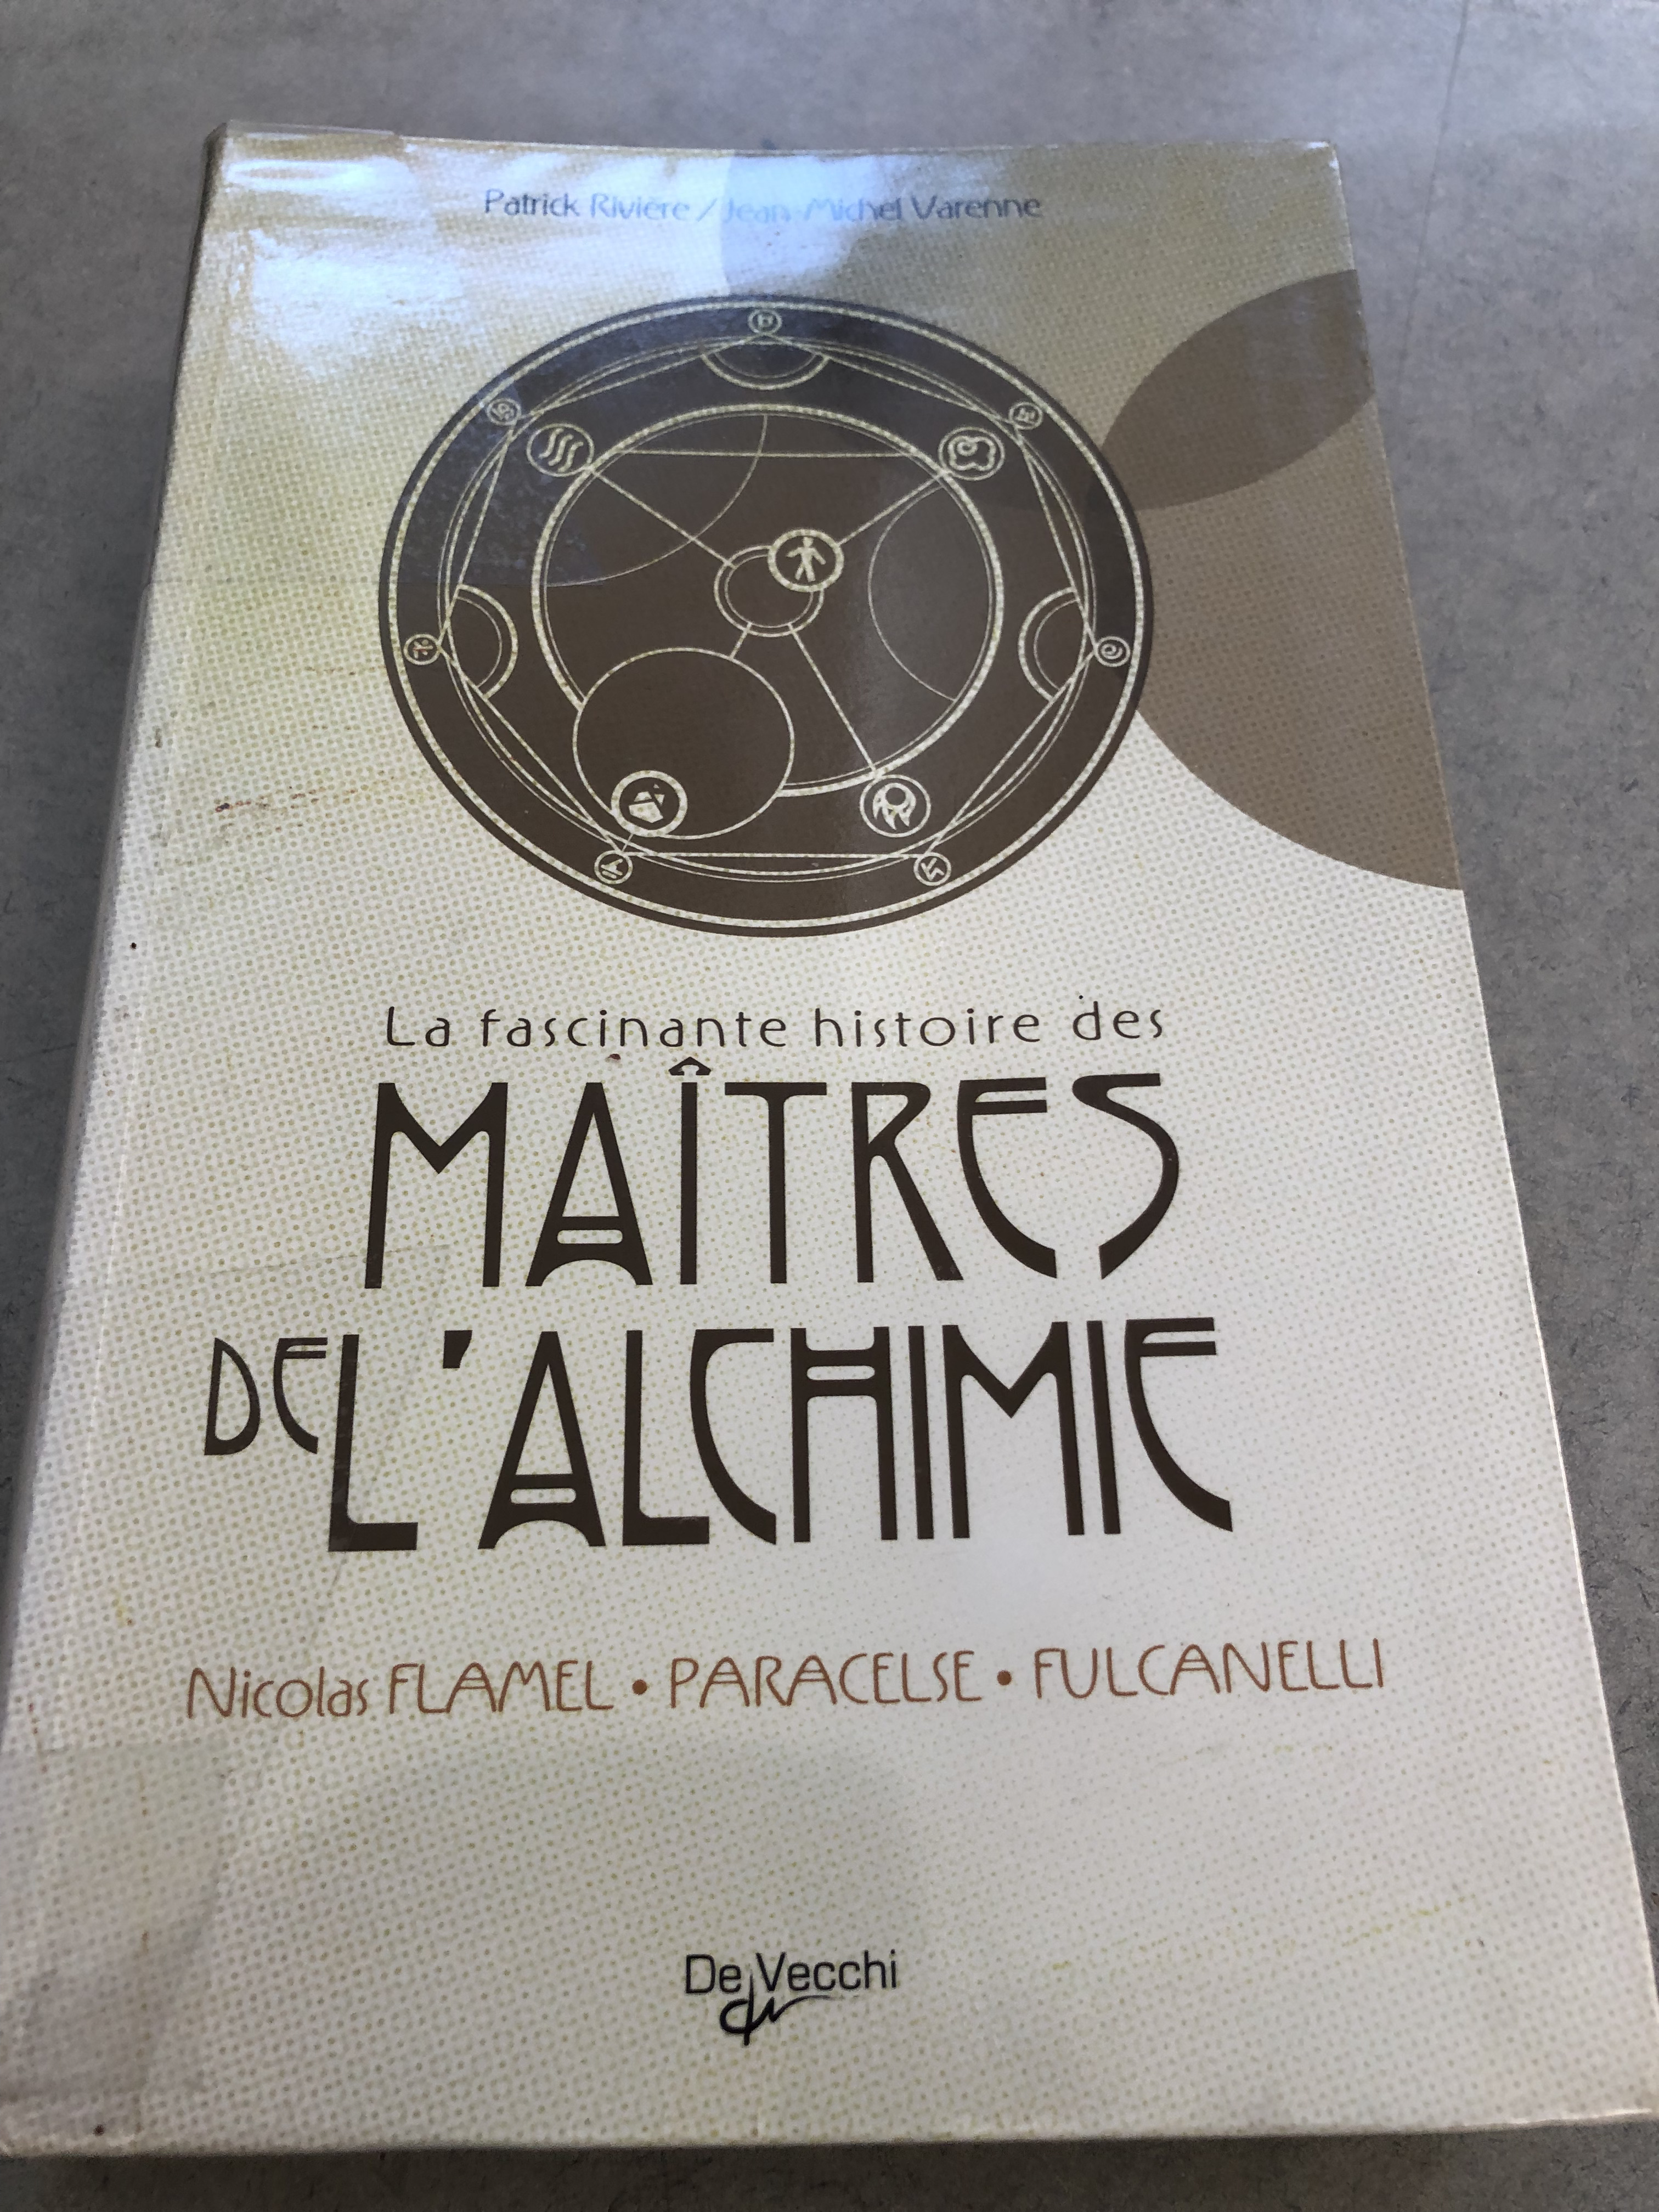 Patrick Rivière / Jean-Michel Varenne
La fascinante histoire des
MAÎTRES
DE L'ALCHIMIE
Nicolas FLAMEL • PARACELSE • FULCANELLI
De Vecchi